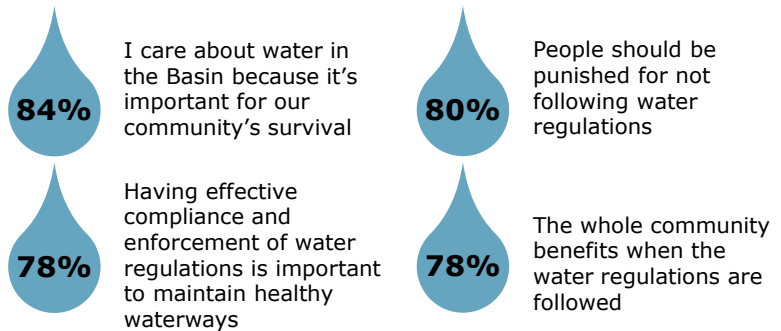 84%
I care about water in
the Basin because it's
important for our
community's survival
80%
People should be
punished for not
following water
regulations
78%
Having effective
compliance and
enforcement of water
regulations is important
to maintain healthy
waterways
78%
The whole community
benefits when the
water regulations are
followed